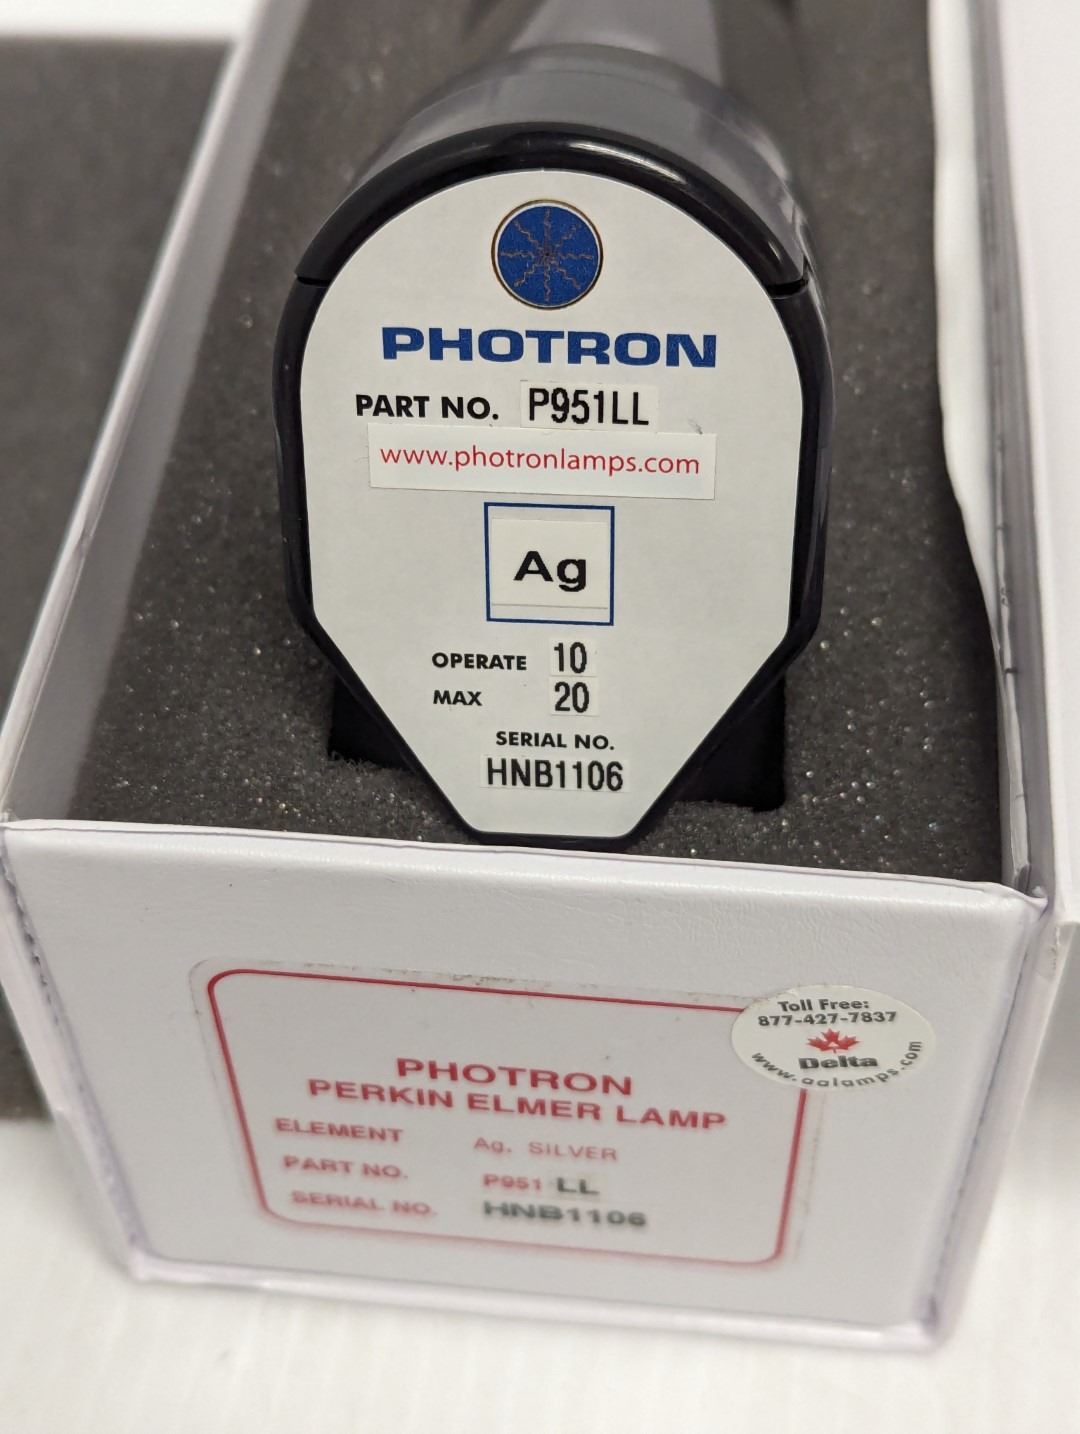 PHOTRON
PART NO. P951LL
www.photronlamps.com
Ag
OPERATE 10
MAX 20
SERIAL NO.
HNB1106
Toll Free:
877-427-7837
Delta
www.aalamps.com
PHOTRON
PERKIN ELMER LAMP
ELEMENT Ag, SILVER
PART NO. P951 LL
SERIAL NO. HNB1106